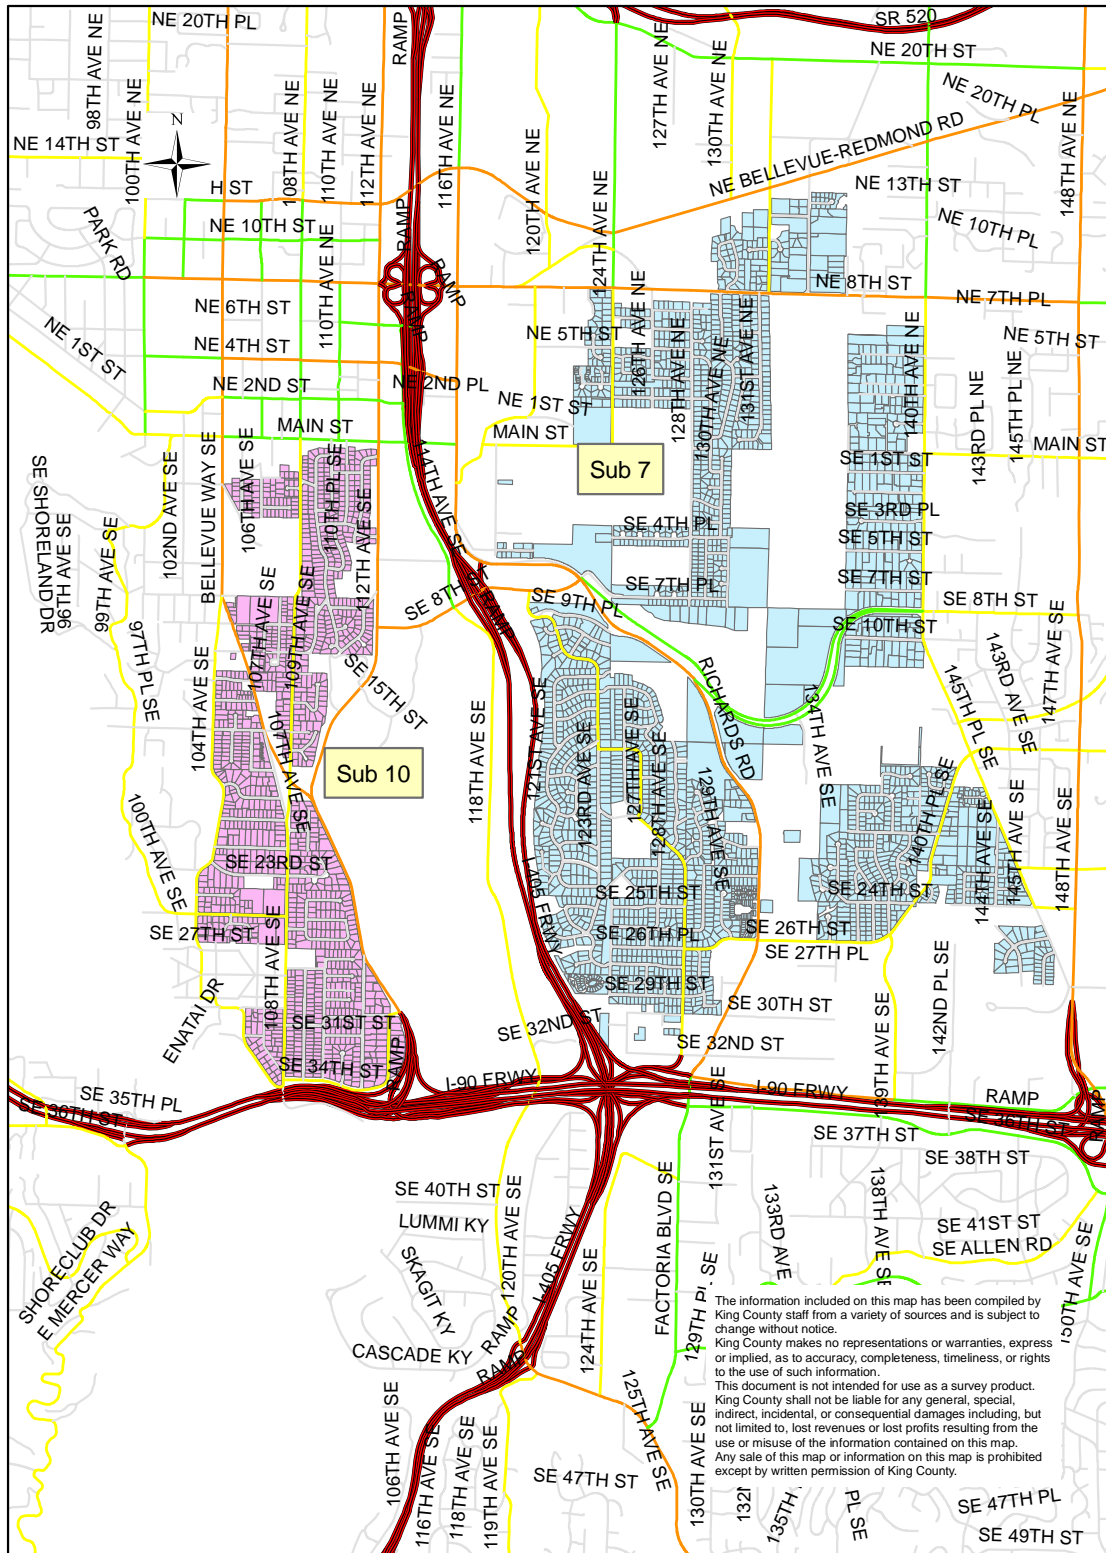 SR 520
NE 20TH PL
RAMP
NE 20TH ST
98TH AVE NE
100TH AVE NE
108TH AVE NE
110TH AVE NE
112TH AVE NE
116TH AVE NE
120TH AVE NE
127TH AVE NE
130TH AVE NE
NE 20TH PL
148TH AVE NE
N
NE 14TH ST
NE BELLEVUE-REDMOND RD
NE 13TH ST
H ST
NE 10TH ST
NE 10TH PL
PARK RD
RAMP
RAMP
RAMP
110TH AVE NE
124TH AVE NE
NE 8TH ST
NE 7TH PL
NE 6TH ST
NE 5TH ST
NE 5TH ST
126TH AVE NE
128TH AVE NE
130TH AVE NE
131ST AVE NE
140TH AVE NE
NE 1ST ST
NE 4TH ST
NE 2ND ST
NE 2ND PL
NE 1ST ST
143RD PL NE
145TH PL NE
MAIN ST
MAIN ST
MAIN ST
SE 1ST ST
Sub 7
SE SHORELAND DR
96TH AVE SE
99TH AVE SE
102ND AVE SE
BELLEVUE WAY SE
106TH AVE SE
110TH PL SE
112TH AVE SE
114TH AVE SE
SE 3RD PL
SE 4TH PL
SE 5TH ST
SE 7TH PL
SE 7TH ST
SE 8TH ST
SE 8TH
RAMP
SE 9TH PL
SE 10TH ST
97TH PL SE
104TH AVE SE
107TH AVE SE
109TH AVE SE
SE 15TH ST
107TH AVE SE
118TH AVE SE
121ST AVE SE
123RD AVE SE
127TH AVE SE
128TH AVE SE
129TH AVE SE
RICHARDS RD
134TH AVE SE
145TH PL SE
143RD AVE SE
147TH AVE SE
Sub 10
100TH AVE SE
140TH PL SE
144TH AVE SE
145TH AVE SE
148TH AVE SE
SE 23RD ST
SE 24TH ST
SE 25TH ST
I-405 FRWY
SE 26TH ST
SE 26TH PL
SE 27TH ST
SE 27TH PL
108TH AVE SE
SE 29TH ST
SE 30TH ST
ENATAI DR
SE 31ST ST
SE 32ND ST
SE 32ND ST
139TH AVE SE
142ND PL SE
SE 34TH ST
RAMP
I-90 FRWY
I-90 FRWY
SE 35TH PL
SE 36TH ST
RAMP
SE 36TH ST
RAMP
131ST AVE SE
SE 37TH ST
SE 38TH ST
SE 40TH ST
LUMMI KY
SKAGIT KY
CASCADE KY
120TH AVE SE
RAMP
RAMP
I-405 FRWY
124TH AVE SE
FACTORIA BLVD SE
129TH PL SE
133RD AVE
138TH AVE SE
SE 41ST ST
SE ALLEN RD
150TH AVE SE
SHORECLUB DR
E MERCER WAY
The information included on this map has been compiled by
King County staff from a variety of sources and is subject to
change without notice.
King County makes no representations or warranties, express
or implied, as to accuracy, completeness, timeliness, or rights
to the use of such information.
This document is not intended for use as a survey product.
King County shall not be liable for any general, special,
indirect, incidental, or consequential damages including, but
not limited to, lost revenues or lost profits resulting from the
use or misuse of the information contained on this map.
Any sale of this map or information on this map is prohibited
except by written permission of King County.
106TH AVE SE
116TH AVE SE
118TH AVE SE
119TH AVE SE
SE 47TH ST
125TH AVE SE
130TH AVE SE
135TH
PL SE
SE 47TH PL
SE 49TH ST